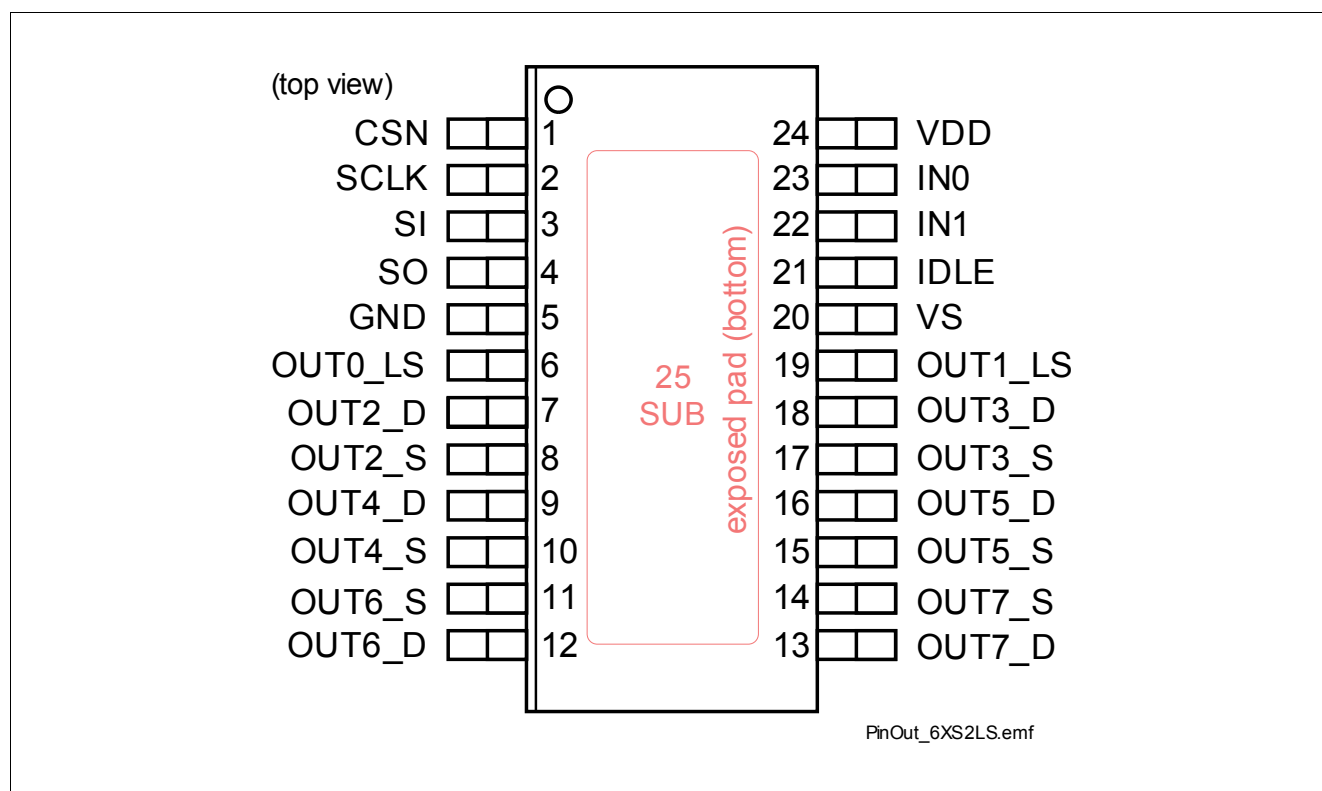 (top view)
CSN 1 24 VDD
SCLK 2 23 IN0
SI 3 22 IN1
SO 4 21 IDLE
GND 5 20 VS
OUT0_LS 6 19 OUT1_LS
OUT2_D 7 18 OUT3_D
OUT2_S 8 17 OUT3_S
OUT4_D 9 16 OUT5_D
OUT4_S 10 15 OUT5_S
OUT6_S 11 14 OUT7_S
OUT6_D 12 13 OUT7_D
25
SUB
exposed pad (bottom)
PinOut_6XS2LS.emf